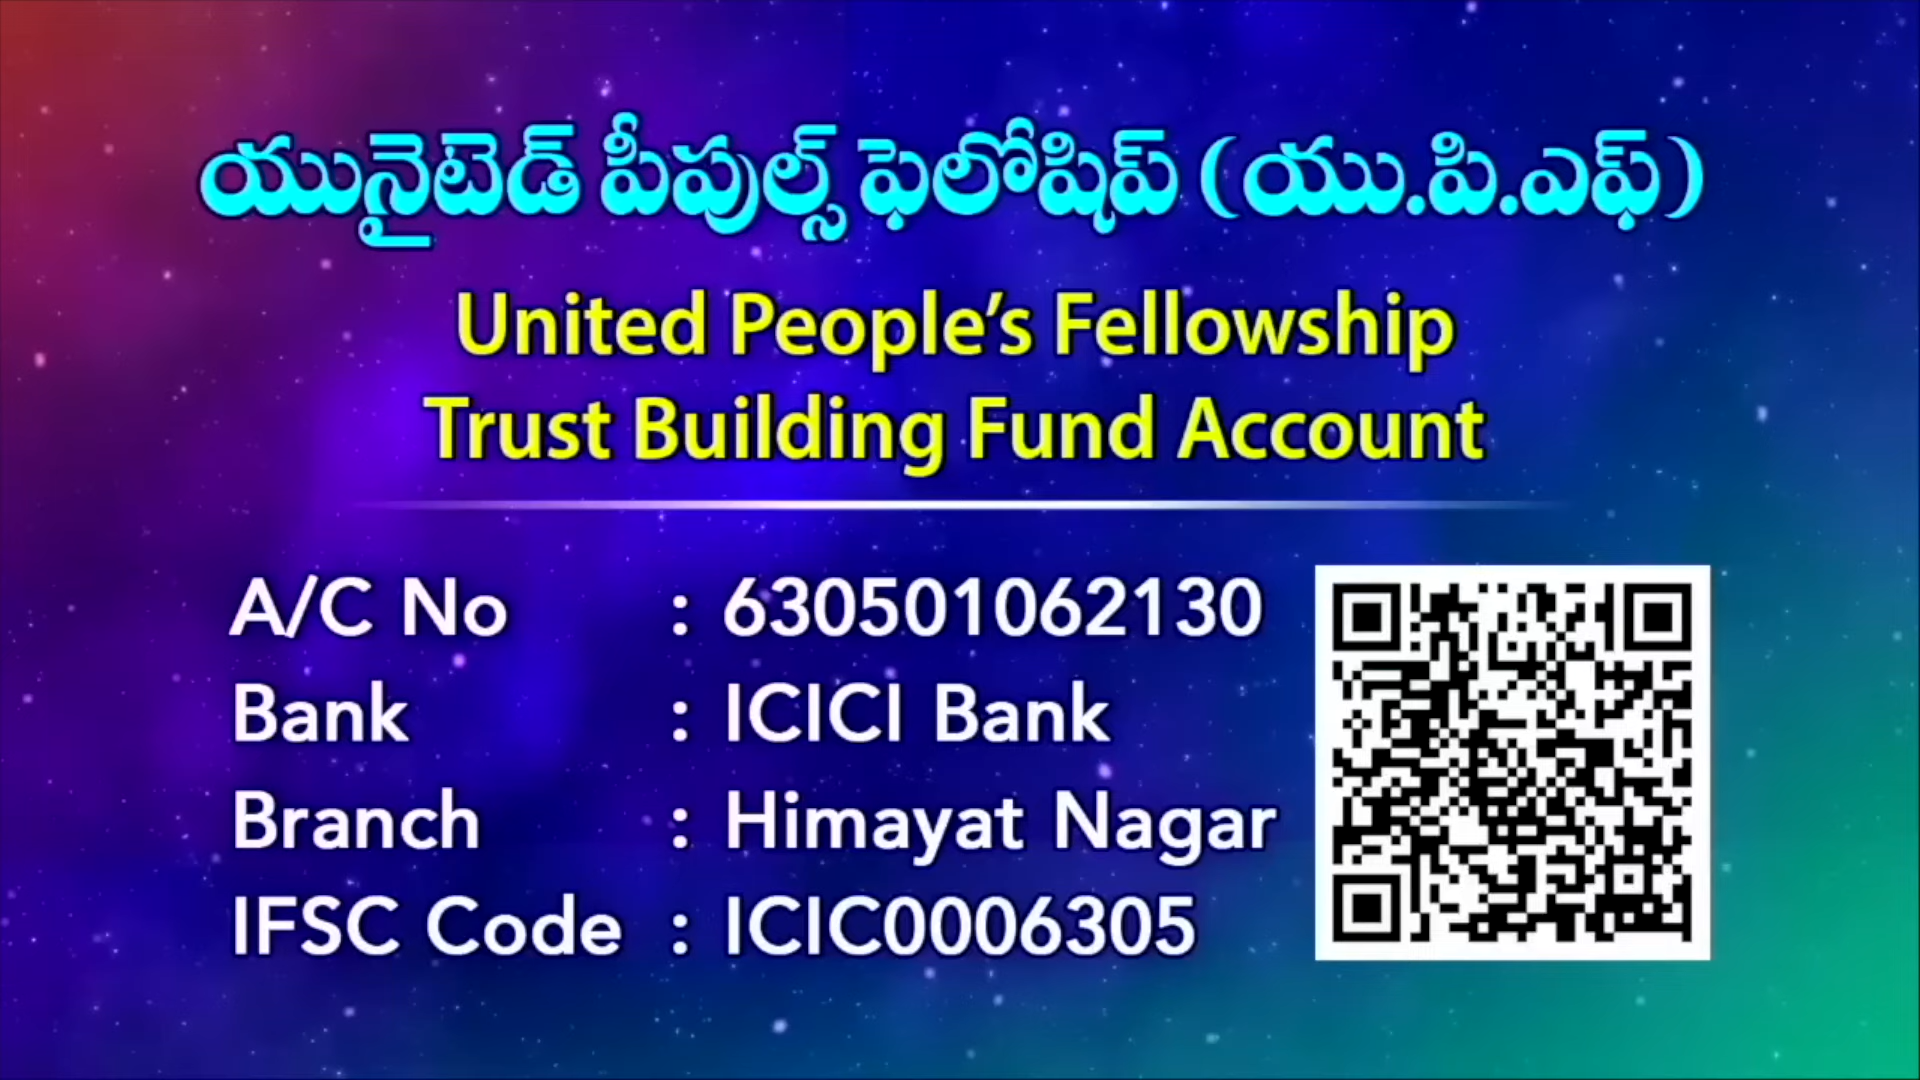 యునైటెడ్ పీపుల్స్ ఫెలోషిప్ (యు.పి.ఎఫ్)
United People’s Fellowship
Trust Building Fund Account
A/C No : 630501062130
Bank : ICICI Bank
Branch : Himayat Nagar
IFSC Code : ICIC0006305